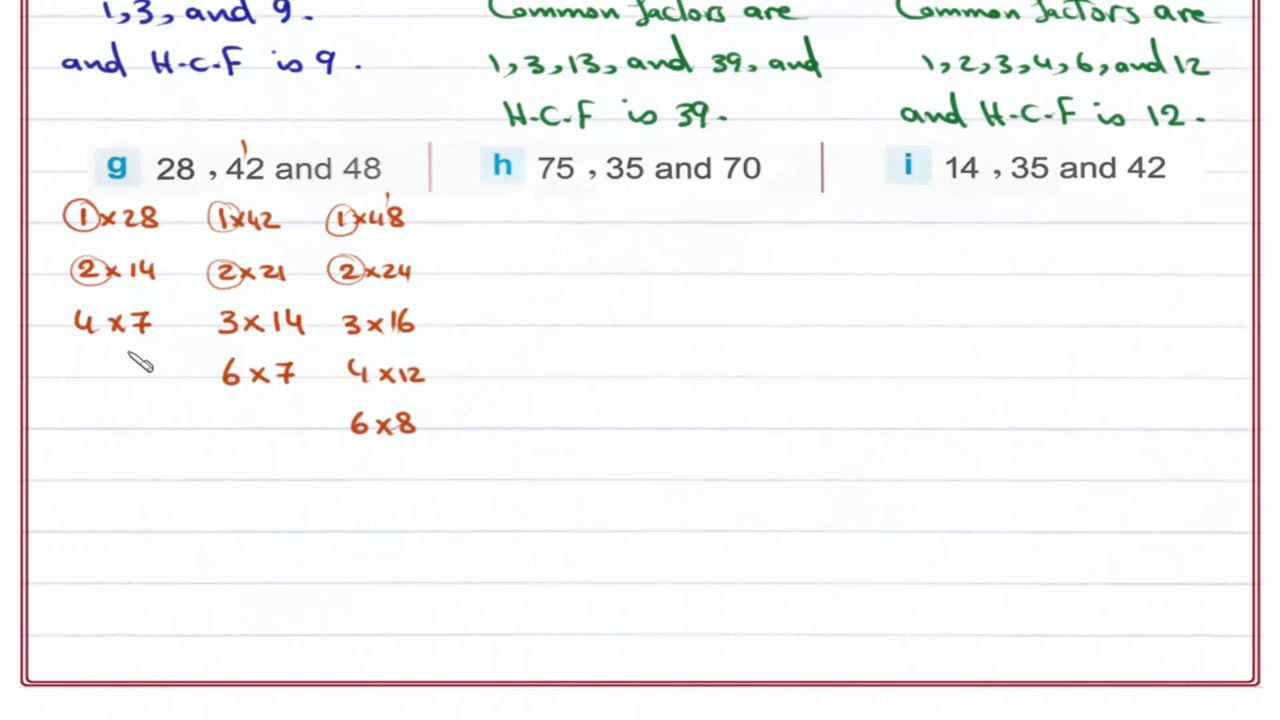 1,3, and 9.
and H.C.F is 9.
Common factors are
1,3,13, and 39, and
H.C.F is 39.
Common factors are
1,2,3,4,6, and 12
and H.C.F is 12.
g 28 , 42 and 48
h 75 , 35 and 70
i 14 , 35 and 42
1×28 1×42 1×48
2×14 2×21 2×24
4×7 3×14 3×16
6×7 4×12
6×8